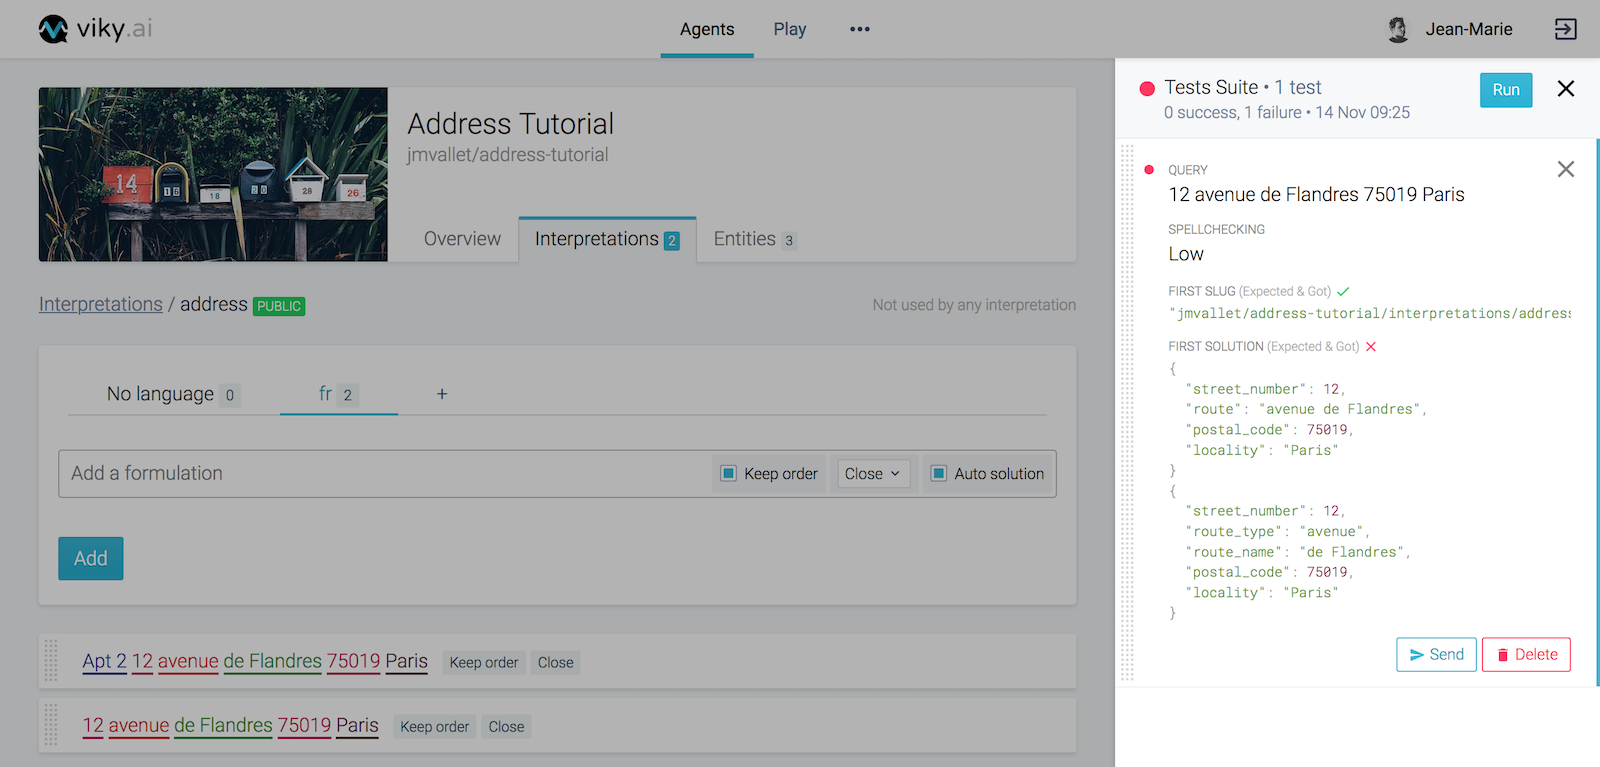 viky.ai
Agents
Play
•••
Jean-Marie
14
16
18
20
28
26
Address Tutorial
jmvallet/address-tutorial
Overview
Interpretations 2
Entities 3
Interpretations / address PUBLIC
Not used by any interpretation
No language 0
fr 2
+
Add a formulation
Keep order
Close
Auto solution
Add
Apt 2 12 avenue de Flandres 75019 Paris Keep order Close
12 avenue de Flandres 75019 Paris Keep order Close
Tests Suite • 1 test
0 success, 1 failure • 14 Nov 09:25
Run
QUERY
12 avenue de Flandres 75019 Paris
SPELLCHECKING
Low
FIRST SLUG (Expected & Got)
"jmvallet/address-tutorial/interpretations/address
FIRST SOLUTION (Expected & Got)
{
"street_number": 12,
"route": "avenue de Flandres",
"postal_code": 75019,
"locality": "Paris"
}
{
"street_number": 12,
"route_type": "avenue",
"route_name": "de Flandres",
"postal_code": 75019,
"locality": "Paris"
}
Send
Delete